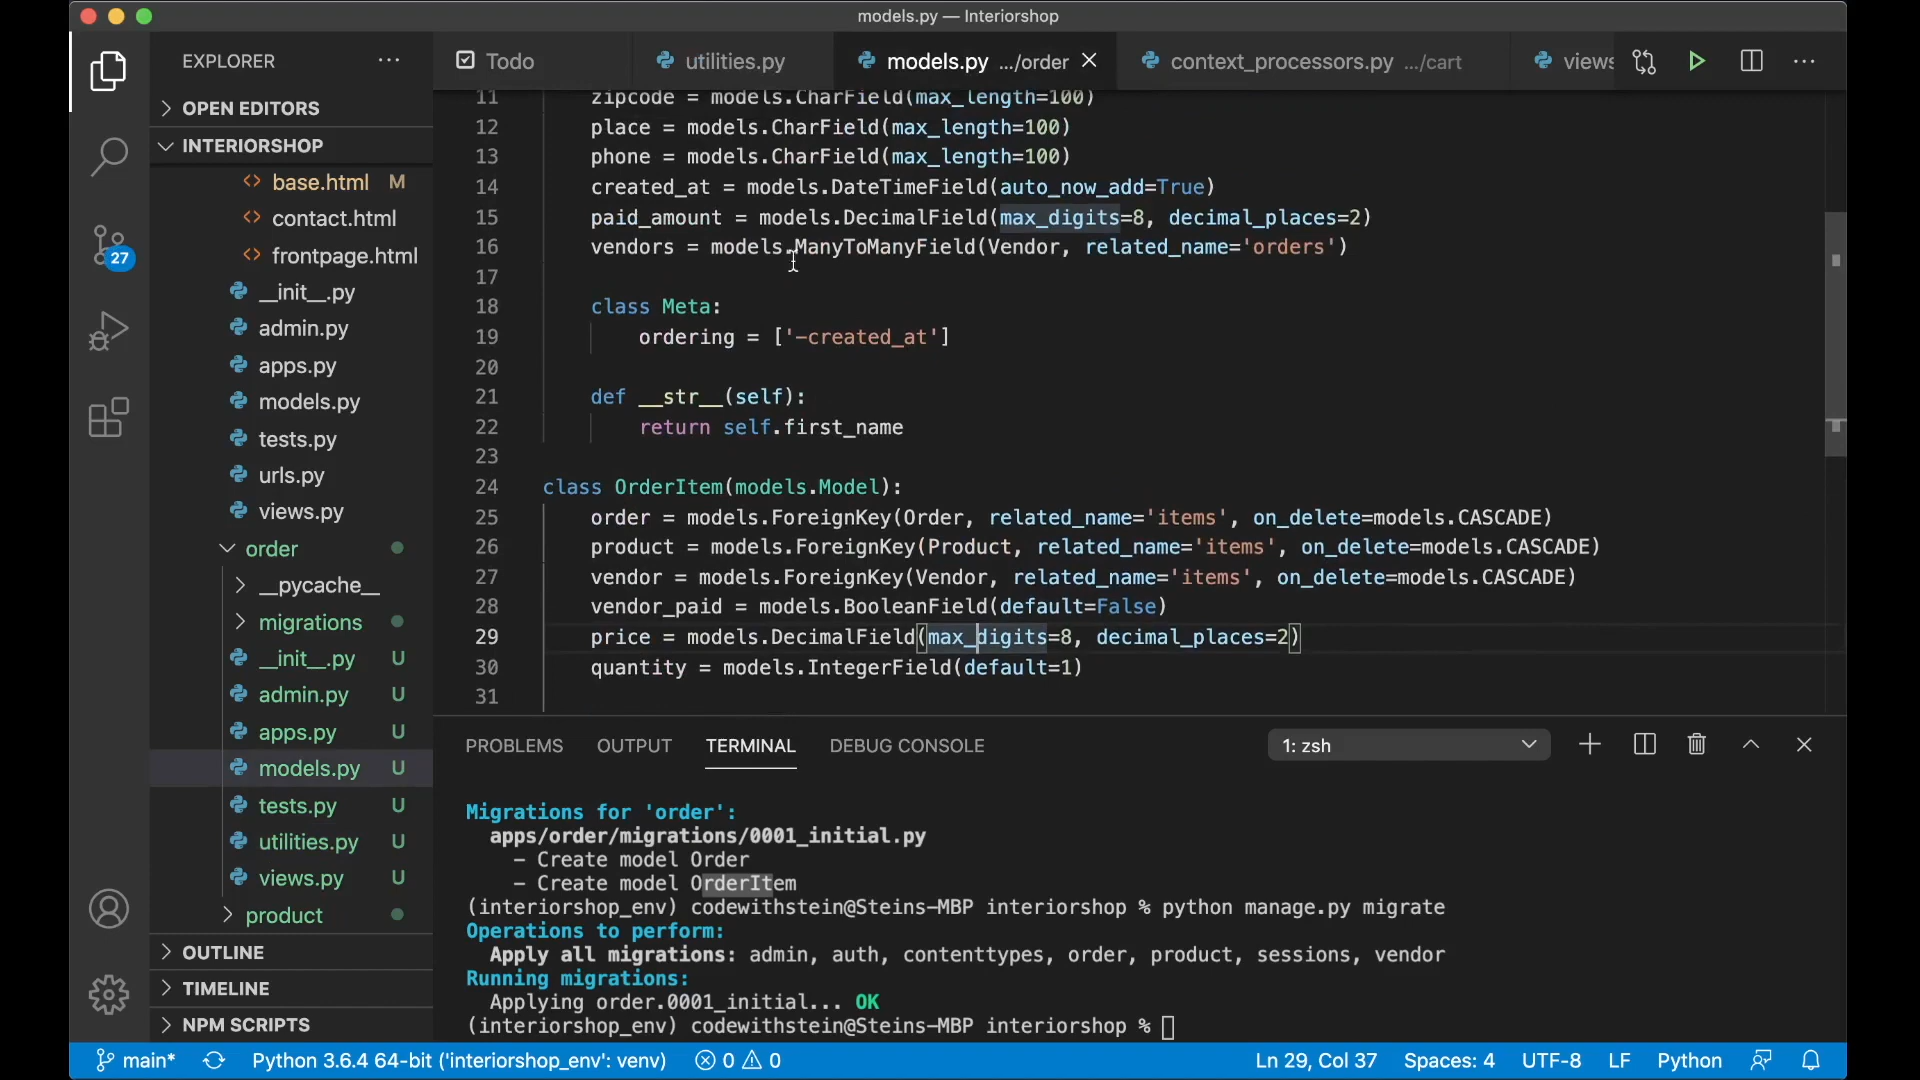 models.py — Interiorshop
EXPLORER
Todo
utilities.py
models.py .../order
context_processors.py .../cart
views
OPEN EDITORS
INTERIORSHOP
base.html M
contact.html
frontpage.html
__init__.py
admin.py
apps.py
models.py
tests.py
urls.py
views.py
order
__pycache__
migrations
__init__.py U
admin.py U
apps.py U
models.py U
tests.py U
utilities.py U
views.py U
product
OUTLINE
TIMELINE
NPM SCRIPTS
27
11 zipcode = models.CharField(max_length=100)
12 place = models.CharField(max_length=100)
13 phone = models.CharField(max_length=100)
14 created_at = models.DateTimeField(auto_now_add=True)
15 paid_amount = models.DecimalField(max_digits=8, decimal_places=2)
16 vendors = models.ManyToManyField(Vendor, related_name='orders')
17
18 class Meta:
19 ordering = ['-created_at']
20
21 def __str__(self):
22 return self.first_name
23
24 class OrderItem(models.Model):
25 order = models.ForeignKey(Order, related_name='items', on_delete=models.CASCADE)
26 product = models.ForeignKey(Product, related_name='items', on_delete=models.CASCADE)
27 vendor = models.ForeignKey(Vendor, related_name='items', on_delete=models.CASCADE)
28 vendor_paid = models.BooleanField(default=False)
29 price = models.DecimalField(max_digits=8, decimal_places=2)
30 quantity = models.IntegerField(default=1)
31
PROBLEMS OUTPUT TERMINAL DEBUG CONSOLE
1: zsh
Migrations for 'order':
apps/order/migrations/0001_initial.py
- Create model Order
- Create model OrderItem
(interiorshop_env) codewithstein@Steins-MBP interiorshop % python manage.py migrate
Operations to perform:
Apply all migrations: admin, auth, contenttypes, order, product, sessions, vendor
Running migrations:
Applying order.0001_initial... OK
(interiorshop_env) codewithstein@Steins-MBP interiorshop %
main* Python 3.6.4 64-bit ('interiorshop_env': venv) 0 0 Ln 29, Col 37 Spaces: 4 UTF-8 LF Python